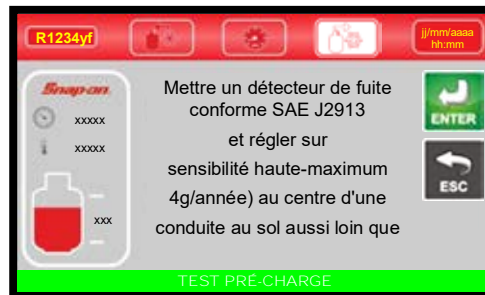 R1234yf
jj/mm/aaaa
hh:mm
Snap-on
xxxxx
xxxxx
xxx
Mettre un détecteur de fuite
conforme SAE J2913
et régler sur
sensibilité haute-maximum
4g/année) au centre d'une
conduite au sol aussi loin que
ENTER
ESC
TEST PRÉ-CHARGE